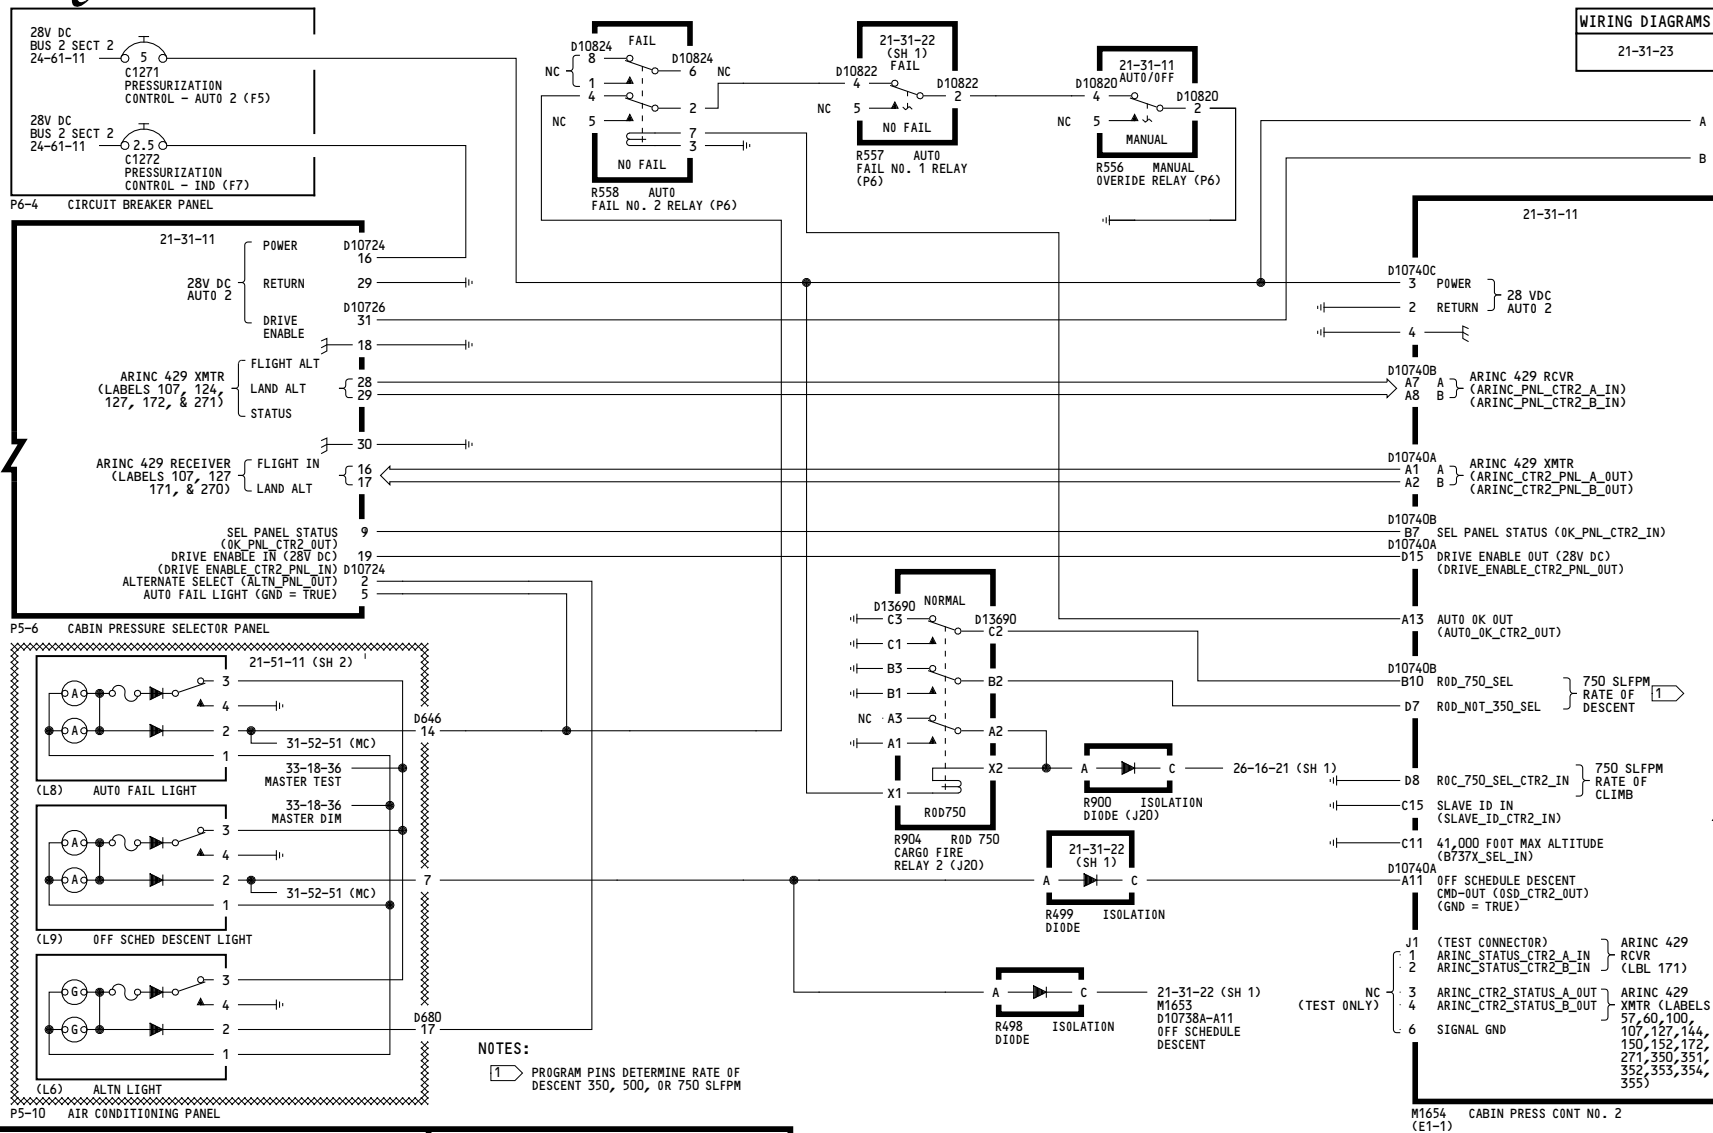 WIRING DIAGRAMS
21-31-23
28V DC
BUS 2 SECT 2
24-61-11
5
C1271
PRESSURIZATION
CONTROL - AUTO 2 (F5)
28V DC
BUS 2 SECT 2
24-61-11
2.5
C1272
PRESSURIZATION
CONTROL - IND (F7)
P6-4 CIRCUIT BREAKER PANEL
FAIL
D10824
D10824
8
6
NC
NC
1
4
2
NC
5
7
3
NO FAIL
R558 AUTO
FAIL NO. 2 RELAY (P6)
21-31-22
(SH 1)
FAIL
D10822
D10822
4
2
NC
5
NO FAIL
R557 AUTO
FAIL NO. 1 RELAY
(P6)
21-31-11
AUTO/OFF
D10820
D10820
4
2
NC
5
MANUAL
R556 MANUAL
OVERIDE RELAY (P6)
A
B
21-31-11
POWER
D10724
16
28V DC
AUTO 2
RETURN
29
D10726
DRIVE
ENABLE
31
18
ARINC 429 XMTR
(LABELS 107, 124,
127, 172, & 271)
FLIGHT ALT
LAND ALT
STATUS
28
29
30
ARINC 429 RECEIVER
(LABELS 107, 127
171, & 270)
FLIGHT IN
LAND ALT
16
17
SEL PANEL STATUS 9
(OK_PNL_CTR2_OUT)
DRIVE ENABLE IN (28V DC) 19
(DRIVE ENABLE_CTR2_PNL_IN) D10724
ALTERNATE SELECT (ALTN_PNL_OUT) 2
AUTO FAIL LIGHT (GND = TRUE) 5
P5-6 CABIN PRESSURE SELECTOR PANEL
21-31-11
D10740C
3 POWER
2 RETURN
28 VDC
AUTO 2
4
D10740B
A7 A
A8 B
ARINC 429 RCVR
(ARINC_PNL_CTR2_A_IN)
(ARINC_PNL_CTR2_B_IN)
D10740A
A1 A
A2 B
ARINC 429 XMTR
(ARINC_CTR2_PNL_A_OUT)
(ARINC_CTR2_PNL_B_OUT)
D10740B
B7 SEL PANEL STATUS (OK_PNL_CTR2_IN)
D10740A
D15 DRIVE ENABLE OUT (28V DC)
(DRIVE_ENABLE_CTR2_PNL_OUT)
A13 AUTO OK OUT
(AUTO_OK_CTR2_OUT)
D10740B
B10 ROD_750_SEL
D7 ROD_NOT_350_SEL
750 SLFPM
RATE OF
DESCENT
1
D8 ROC_750_SEL_CTR2_IN
750 SLFPM
RATE OF
CLIMB
C15 SLAVE ID IN
(SLAVE_ID_CTR2_IN)
C11 41,000 FOOT MAX ALTITUDE
(B737X_SEL_IN)
D10740A
A11 OFF SCHEDULE DESCENT
CMD-OUT (OSD_CTR2_OUT)
(GND = TRUE)
J1 (TEST CONNECTOR)
1 ARINC_STATUS_CTR2_A_IN
2 ARINC_STATUS_CTR2_B_IN
ARINC 429
RCVR
(LBL 171)
NC
(TEST ONLY)
3 ARINC_CTR2_STATUS_A_OUT
4 ARINC_CTR2_STATUS_B_OUT
6 SIGNAL GND
ARINC 429
XMTR (LABELS
57,60,100,
107,127,144,
150,152,172,
271,350,351,
352,353,354,
355)
M1654 CABIN PRESS CONT NO. 2
(E1-1)
NORMAL
D13690
D13690
C3
C2
C1
B3
B2
B1
NC A3
A2
A1
X2
X1
ROD750
R904 ROD 750
CARGO FIRE
RELAY 2 (J20)
A
C
26-16-21 (SH 1)
R900 ISOLATION
DIODE (J20)
21-31-22
(SH 1)
A
C
R499 ISOLATION
DIODE
A
C
R498 ISOLATION
DIODE
21-31-22 (SH 1)
M1653
D10738A-A11
OFF SCHEDULE
DESCENT
21-51-11 (SH 2)
A
A
3
4
2
1
D646
14
31-52-51 (MC)
33-18-36
MASTER TEST
(L8) AUTO FAIL LIGHT
33-18-36
MASTER DIM
A
A
3
4
2
1
7
31-52-51 (MC)
(L9) OFF SCHED DESCENT LIGHT
G
G
3
4
2
1
D680
17
(L6) ALTN LIGHT
P5-10 AIR CONDITIONING PANEL
NOTES:
1 PROGRAM PINS DETERMINE RATE OF
DESCENT 350, 500, OR 750 SLFPM